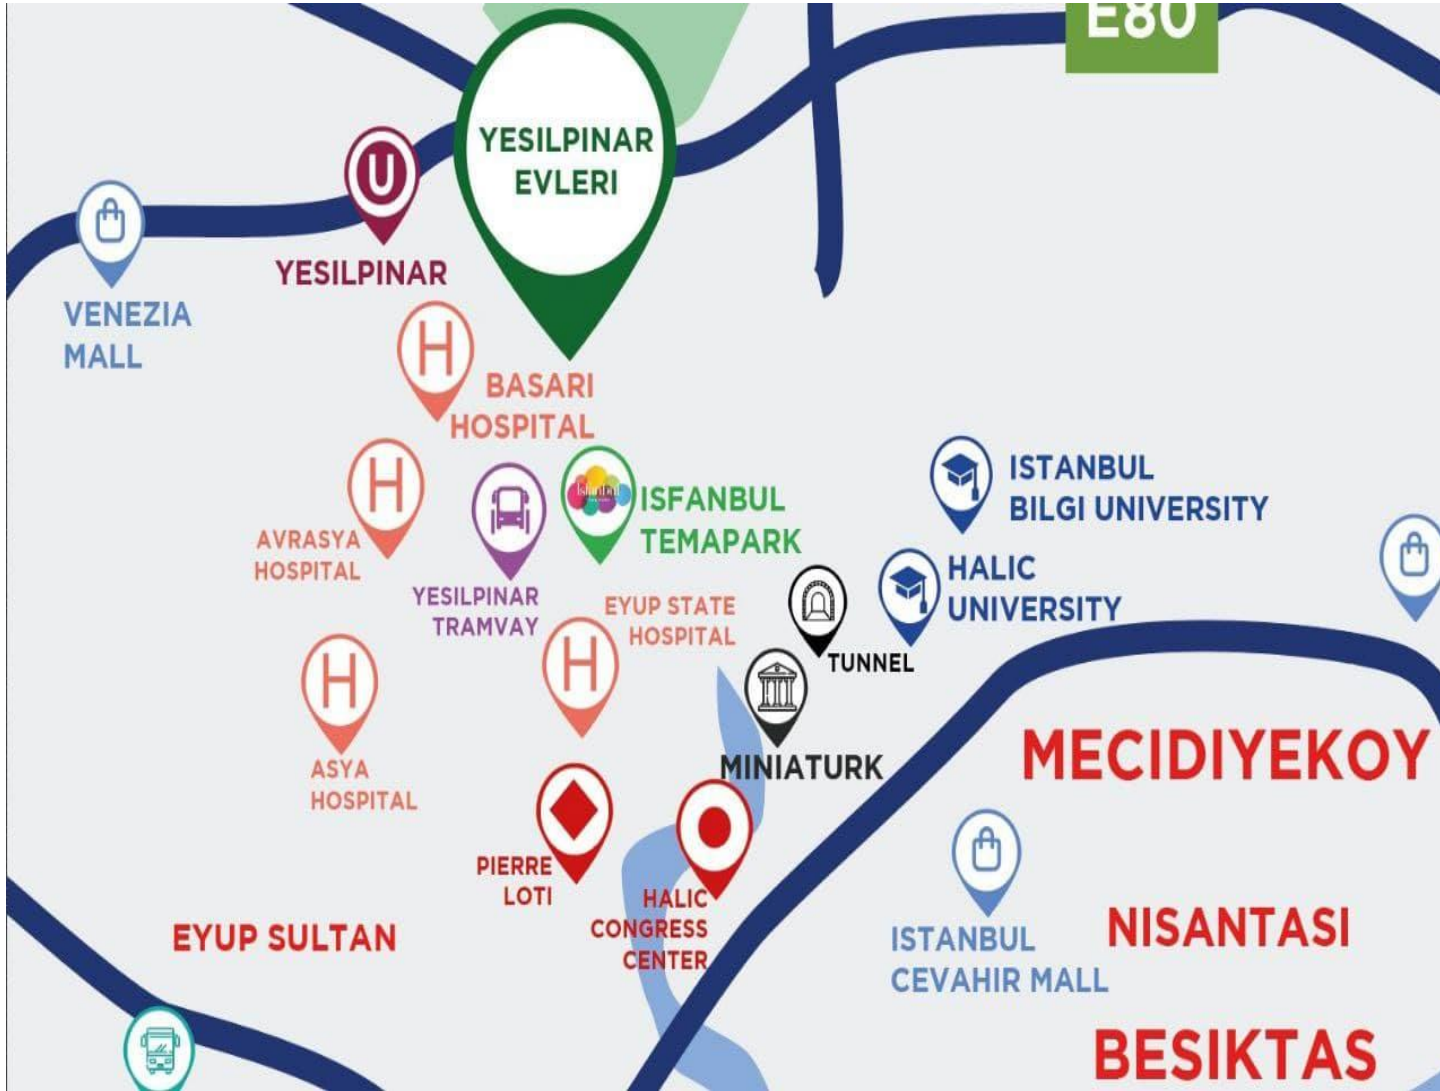 E80
YESILPINAR
EVLERI
U
YESILPINAR
VENEZIA
MALL
H
BASARI
HOSPITAL
H
AVRASYA
HOSPITAL
YESILPINAR
TRAMVAY
isfanbul
ISFANBUL
TEMAPARK
ISTANBUL
BILGI UNIVERSITY
HALIC
UNIVERSITY
TUNNEL
EYUP STATE
HOSPITAL
H
H
ASYA
HOSPITAL
MINIATURK
MECIDIYEKOY
PIERRE
LOTI
HALIC
CONGRESS
CENTER
EYUP SULTAN
ISTANBUL
CEVAHIR MALL
NISANTASI
BESIKTAS